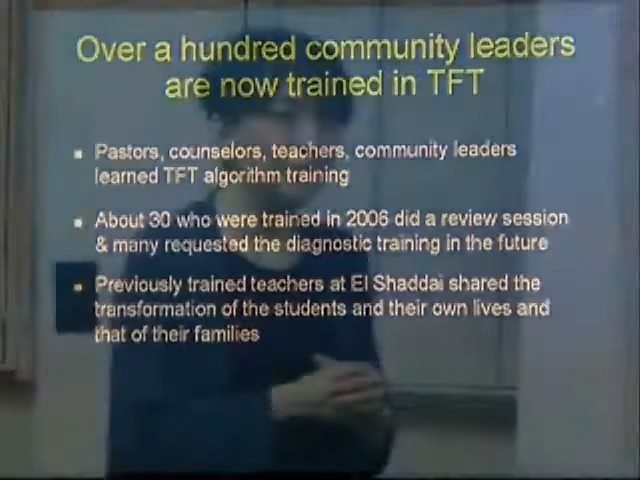 Over a hundred community leaders
are now trained in TFT
Pastors, counselors, teachers, community leaders
learned TFT algorithm training
About 30 who were trained in 2006 did a review session
& many requested the diagnostic training in the future
Previously trained teachers at El Shaddai shared the
transformation of the students and their own lives and
that of their families